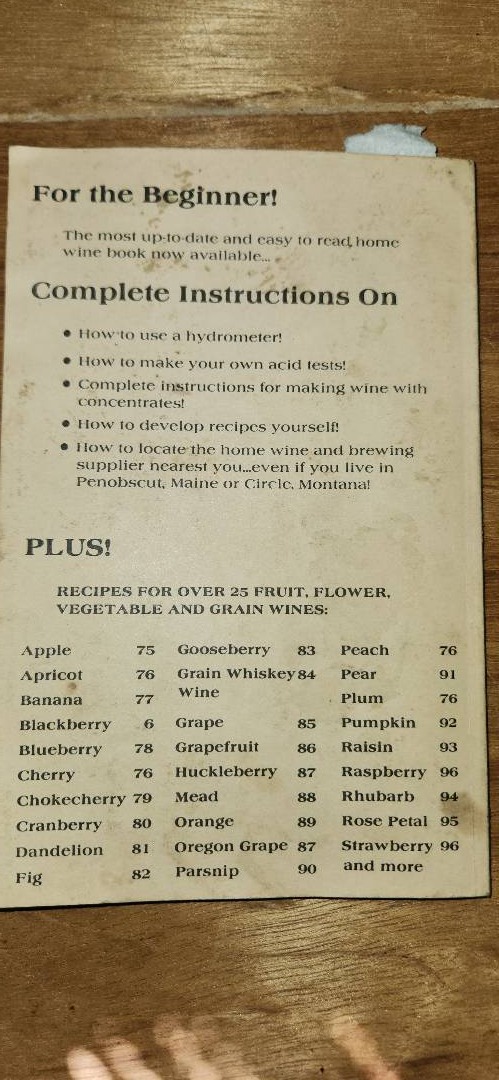 For the Beginner!
The most up-to-date and easy to read home
wine book now available...
Complete Instructions On
• How to use a hydrometer!
• How to make your own acid tests!
• Complete instructions for making wine with
concentrates!
• How to develop recipes yourself!
• How to locate the home wine and brewing
supplier nearest you...even if you live in
Penobscut, Maine or Circle, Montana!
PLUS!
RECIPES FOR OVER 25 FRUIT, FLOWER,
VEGETABLE AND GRAIN WINES:
Apple 75
Apricot 76
Banana 77
Blackberry 6
Blueberry 78
Cherry 76
Chokecherry 79
Cranberry 80
Dandelion 81
Fig 82
Gooseberry 83
Grain Whiskey 84
Wine
Grape 85
Grapefruit 86
Huckleberry 87
Mead 88
Orange 89
Oregon Grape 87
Parsnip 90
Peach 76
Pear 91
Plum 76
Pumpkin 92
Raisin 93
Raspberry 96
Rhubarb 94
Rose Petal 95
Strawberry 96
and more